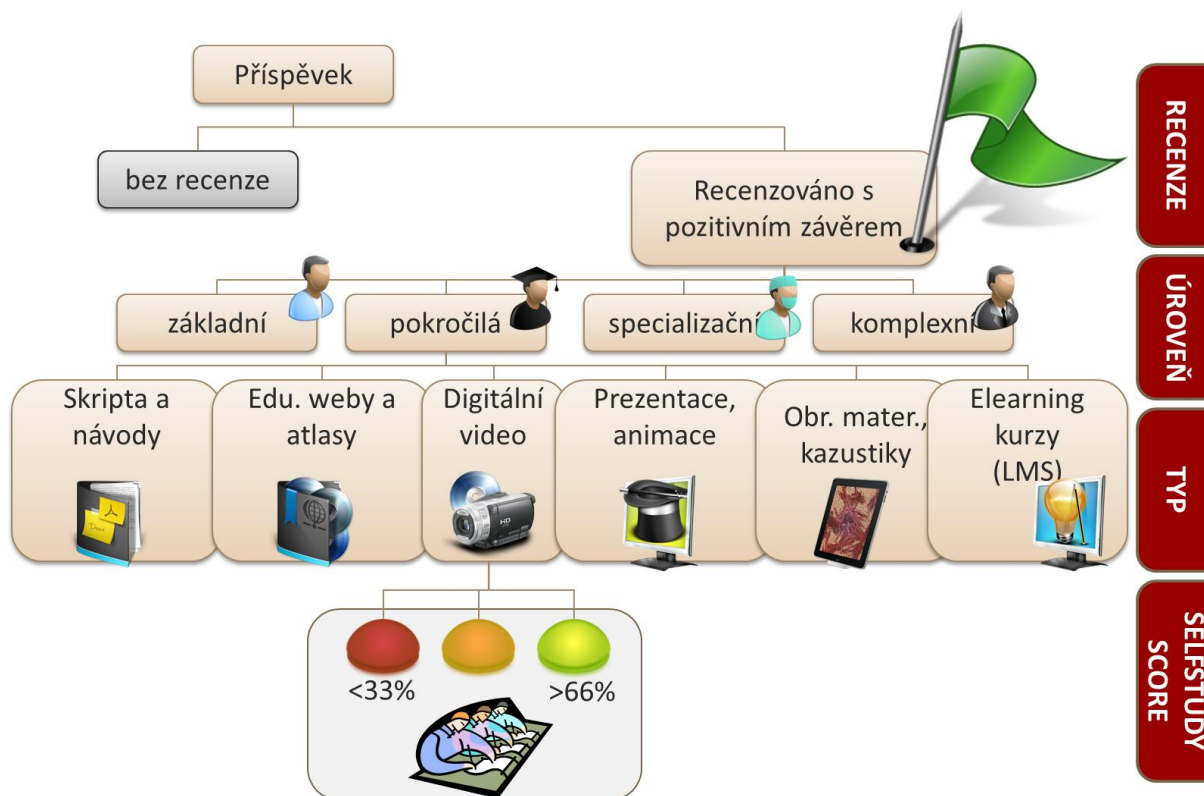 Příspěvek
bez recenze
Recenzováno s
pozitivním závěrem
RECENZE
základní
pokročilá
specializační
komplexní
ÚROVEŇ
Skripta a
návody
Edu. weby a
atlasy
Digitální
video
HD
Prezentace,
animace
Obr. mater.,
kazustiky
Elearning
kurzy
(LMS)
TYP
<33%
>66%
SELFSTUDY
SCORE